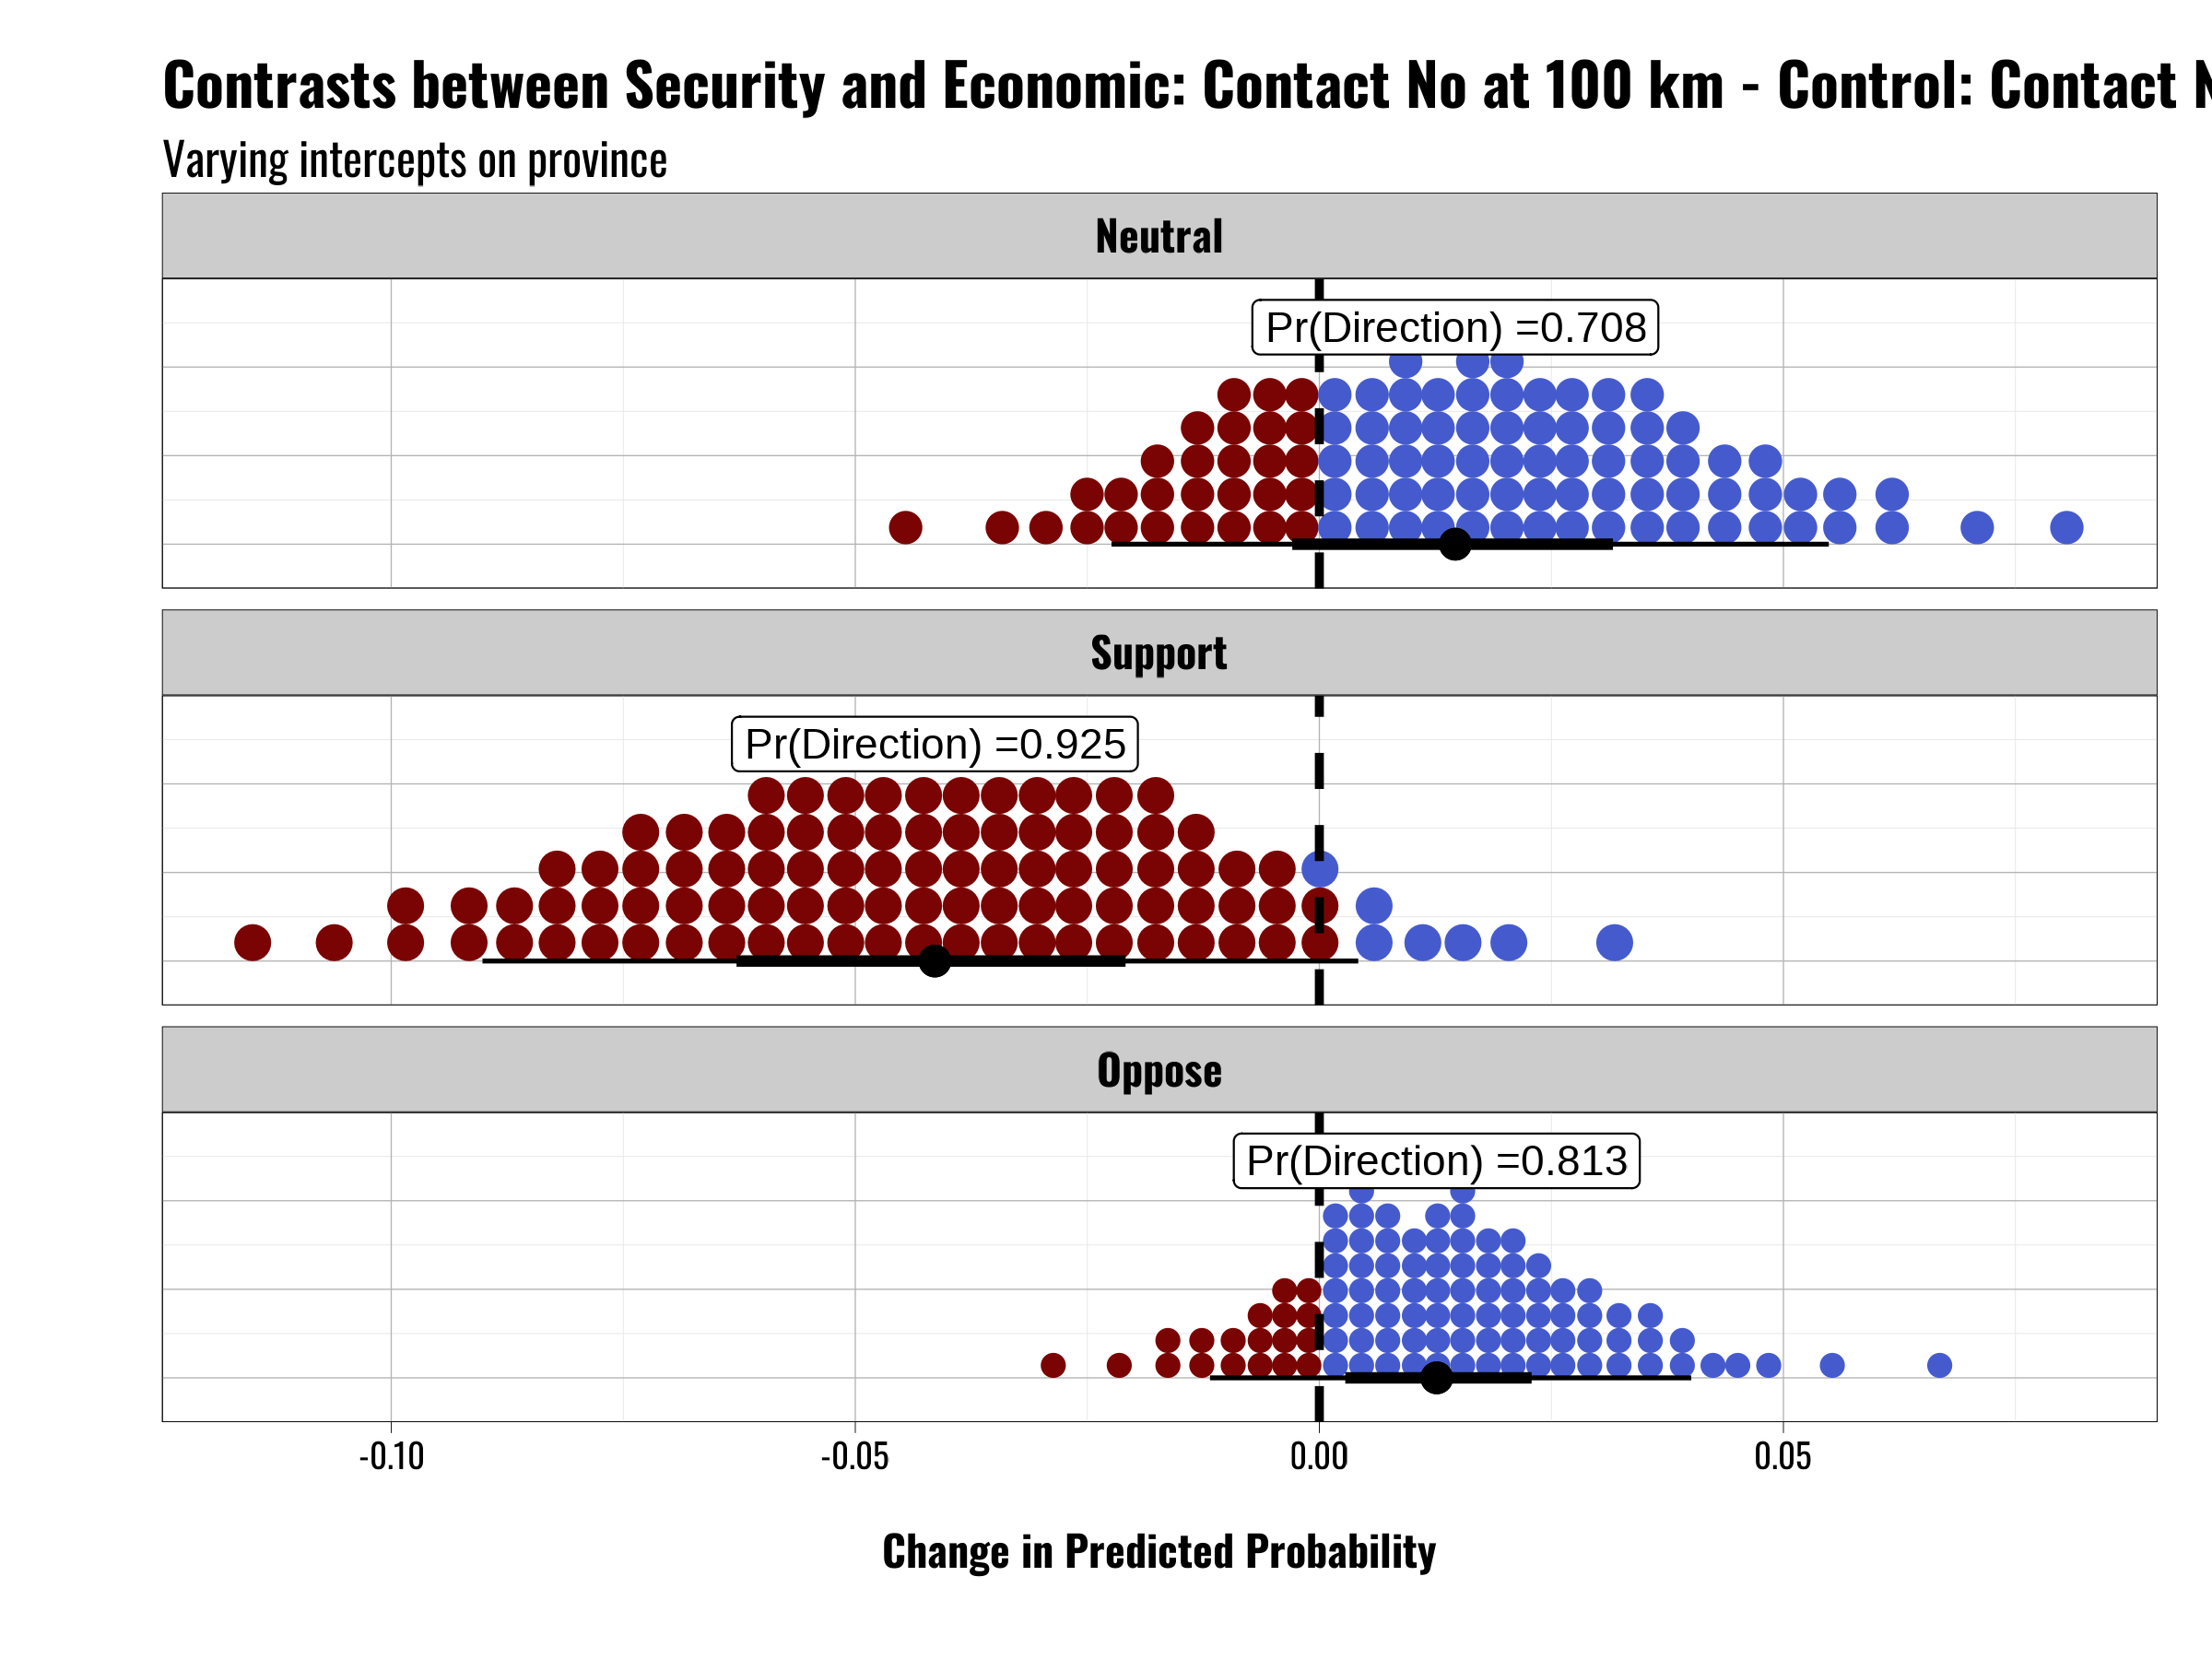 Contrasts between Security and Economic: Contact No at 100 km - Control: Contact
Varying intercepts on province
Neutral
Pr(Direction) =0.708
Support
Pr(Direction) =0.925
Oppose
Pr(Direction) =0.813
-0.10 -0.05 0.00 0.05
Change in Predicted Probability